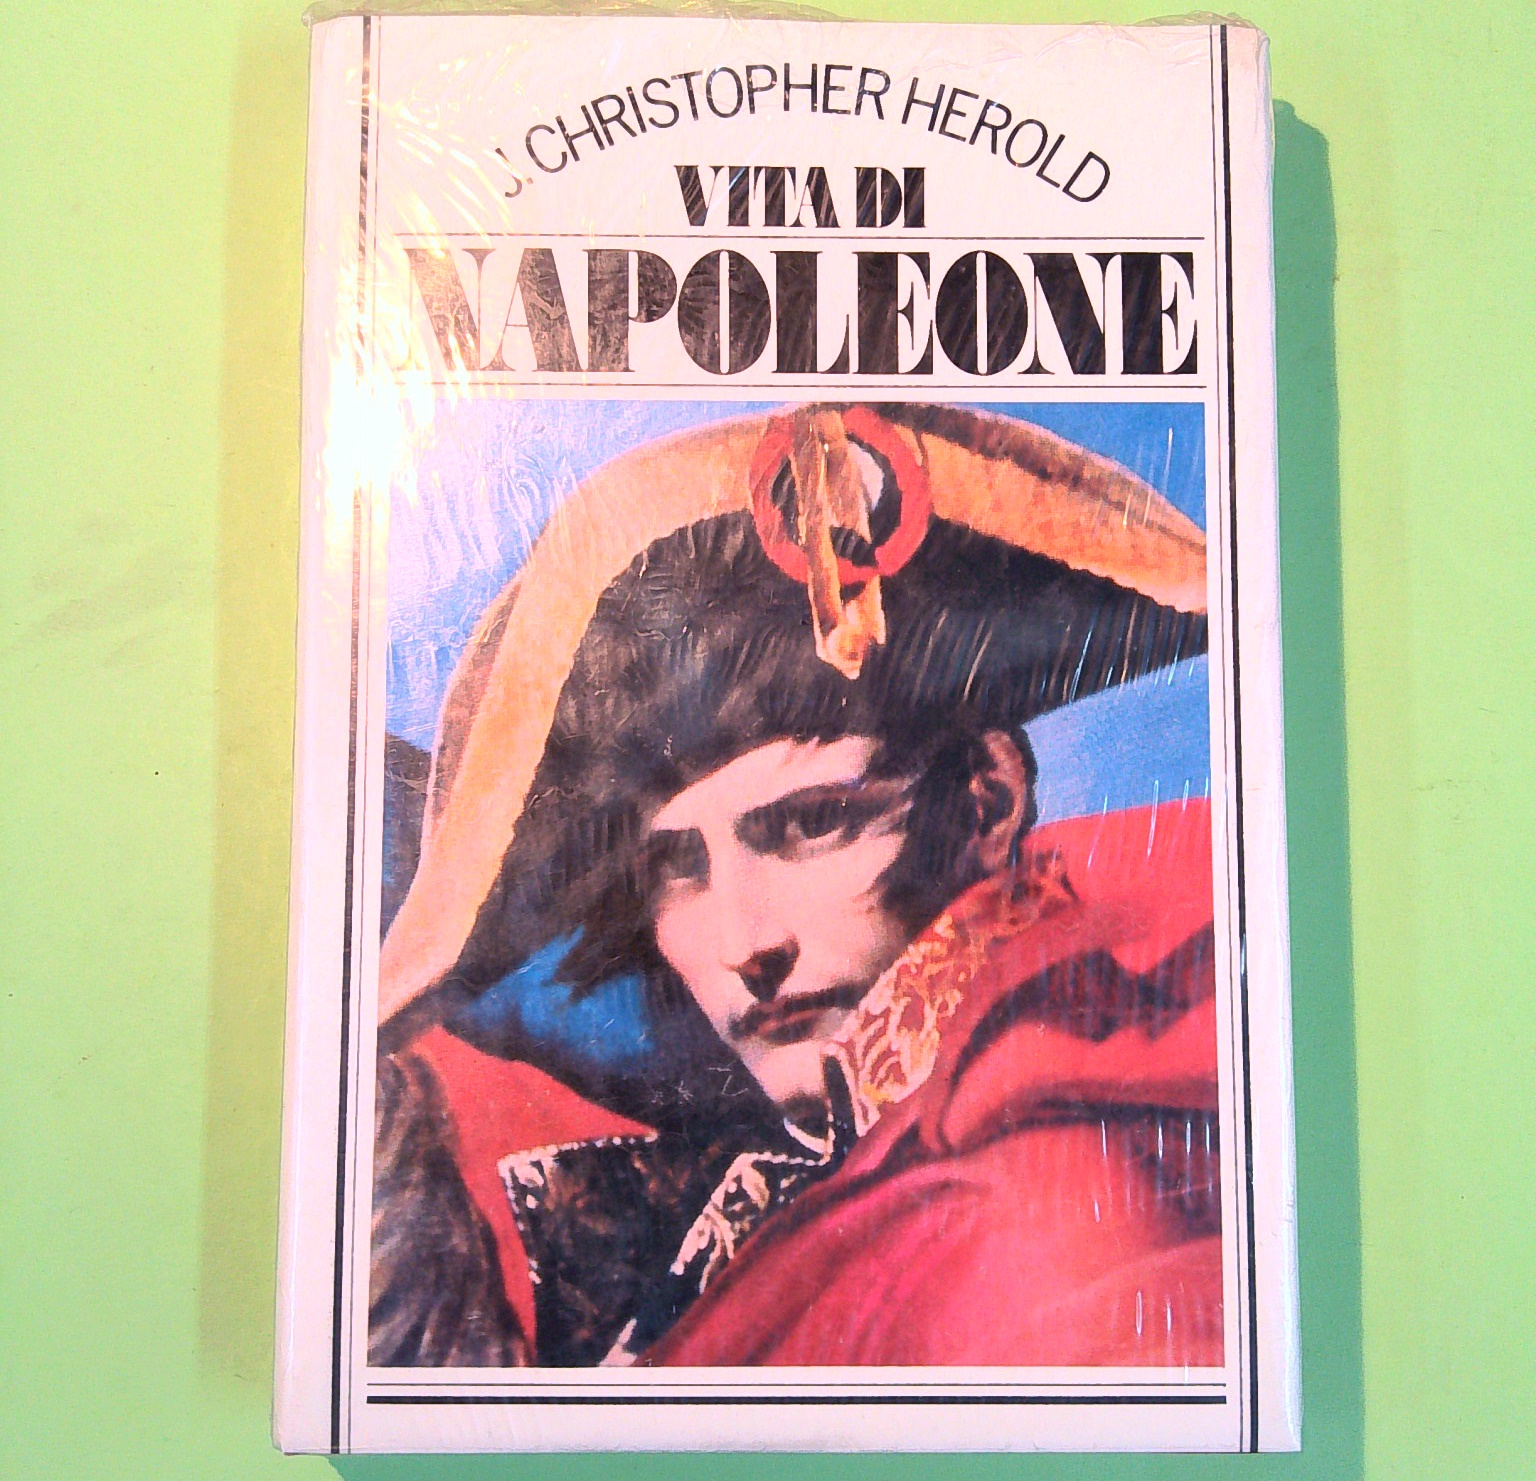 J. CHRISTOPHER HEROLD
VITA DI
NAPOLEONE